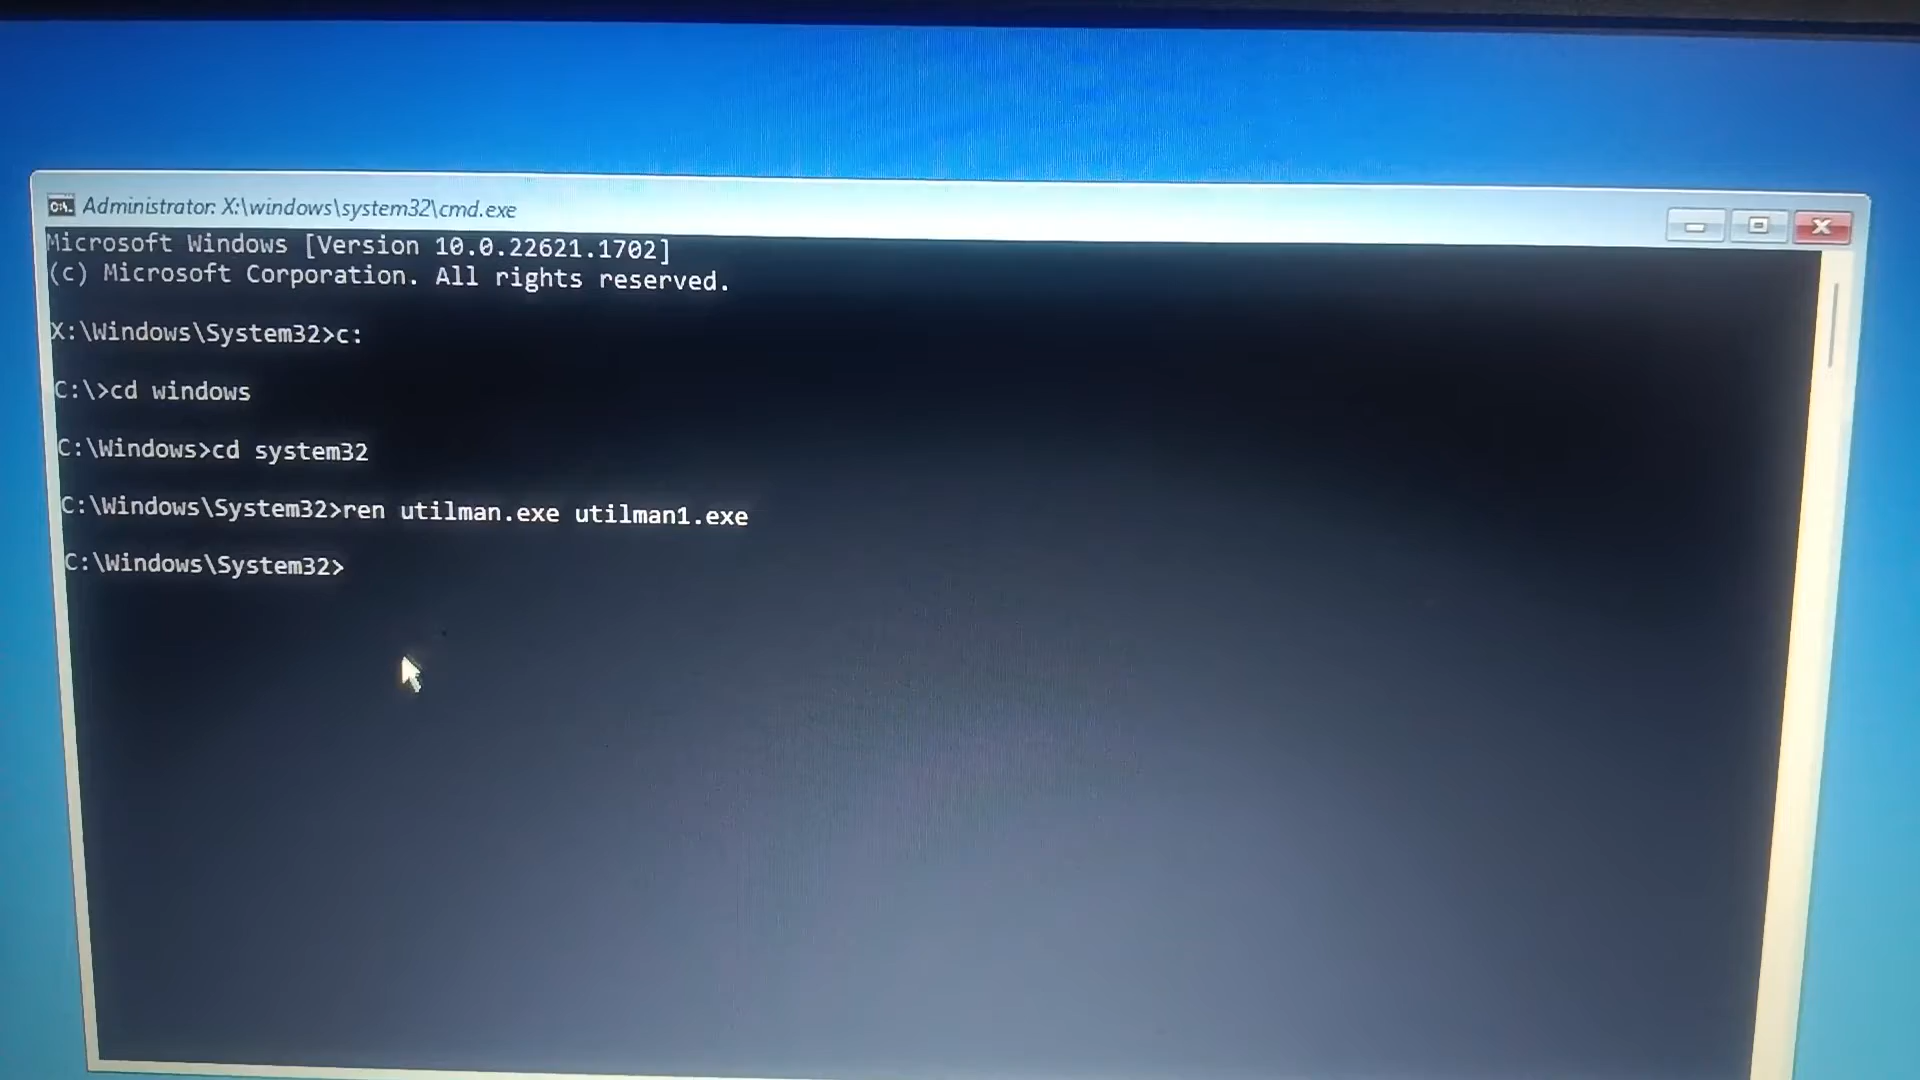 Administrator: X:\windows\system32\cmd.exe
Microsoft Windows [Version 10.0.22621.1702]
(c) Microsoft Corporation. All rights reserved.
X:\Windows\System32>c:
C:\>cd windows
C:\Windows>cd system32
C:\Windows\System32>ren utilman.exe utilman1.exe
C:\Windows\System32>